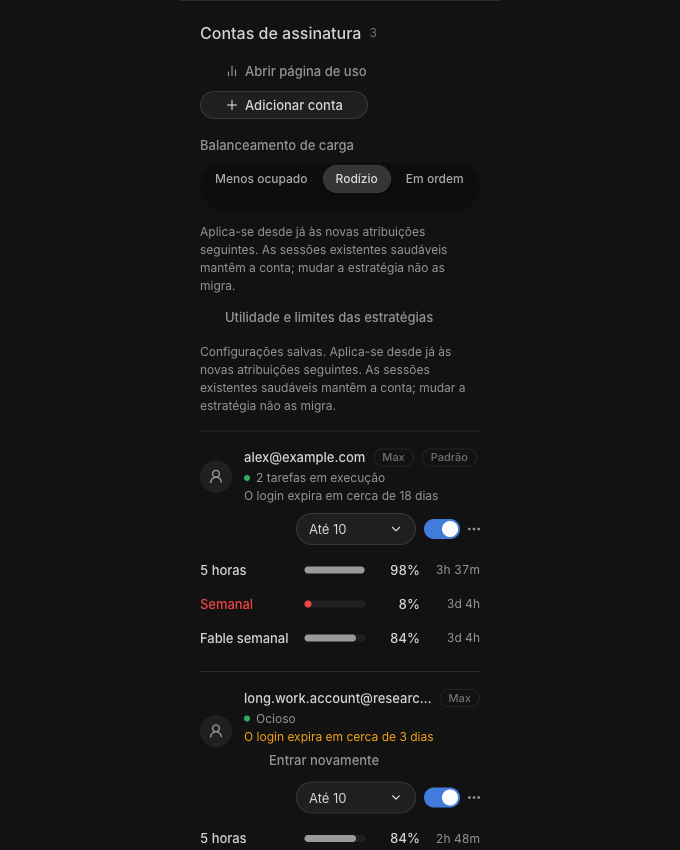 Contas de assinatura 3
Abrir página de uso
Adicionar conta
Balanceamento de carga
Menos ocupado Rodízio Em ordem
Aplica-se desde já às novas atribuições
seguintes. As sessões existentes saudáveis
mantêm a conta; mudar a estratégia não as
migra.
Utilidade e limites das estratégias
Configurações salvas. Aplica-se desde já às
novas atribuições seguintes. As sessões
existentes saudáveis mantêm a conta; mudar a
estratégia não as migra.
alex@example.com Max Padrão
2 tarefas em execução
O login expira em cerca de 18 dias
Até 10
5 horas 98% 3h 37m
Semanal 8% 3d 4h
Fable semanal 84% 3d 4h
long.work.account@researc... Max
Ocioso
O login expira em cerca de 3 dias
Entrar novamente
Até 10
5 horas 84% 2h 48m